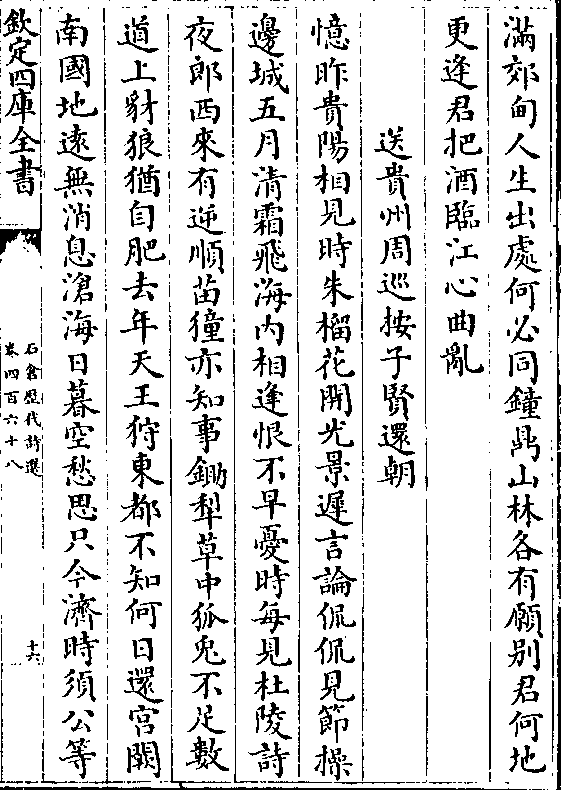 滿郊甸人生出處何必同鐘鼎山林各有願别君何地
更逢君把酒臨江心曲亂
送貴州周巡按子賢還朝
憶昨貴陽相見時朱榴花開光景遲言論侃侃見節操
邊城五月清霜飛海内相逢恨不早憂時每見杜陵詩
夜郎西來有逆順苗獞亦知事鋤犁草中狐兎不足數
道上豺狼猶自肥去年天王狩東都不知何日還宫闕
南國地遠無消息滄海日暮空愁思只今濟時須公等
欽定四庫全書
石倉歴代詩選
卷四百六十八
十六